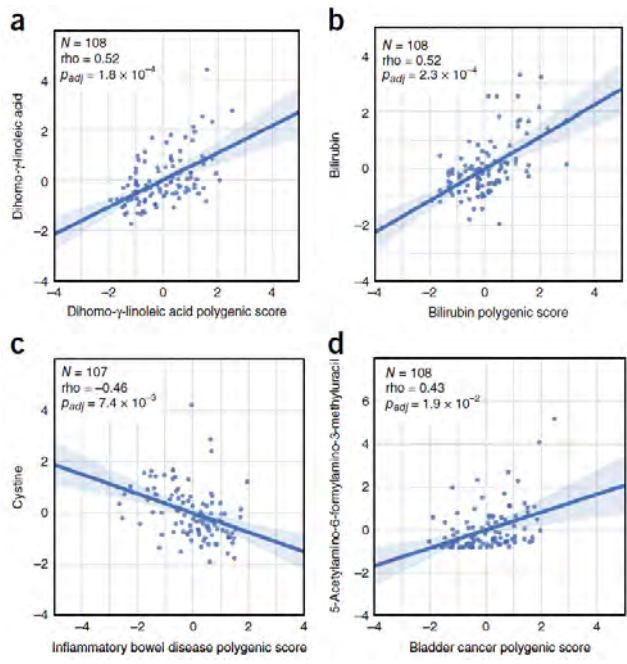 a
N = 108
rho = 0.52
p_adj = 1.8 × 10⁻⁴
Dihomo-γ-linoleic acid
4
2
0
−2
−4
−4 −2 0 2 4
Dihomo-γ-linoleic acid polygenic score
b
N = 108
rho = 0.52
p_adj = 2.3 × 10⁻⁴
Bilirubin
4
2
0
−2
−4
−4 −2 0 2 4
Bilirubin polygenic score
c
N = 107
rho = −0.46
p_adj = 7.4 × 10⁻³
Cystine
4
2
0
−2
−4
−4 −2 0 2 4
Inflammatory bowel disease polygenic score
d
N = 108
rho = 0.43
p_adj = 1.9 × 10⁻²
5-Acetylamino-6-formylamino-3-methyluracil
6
4
2
0
−2
−4
−4 −2 0 2 4
Bladder cancer polygenic score